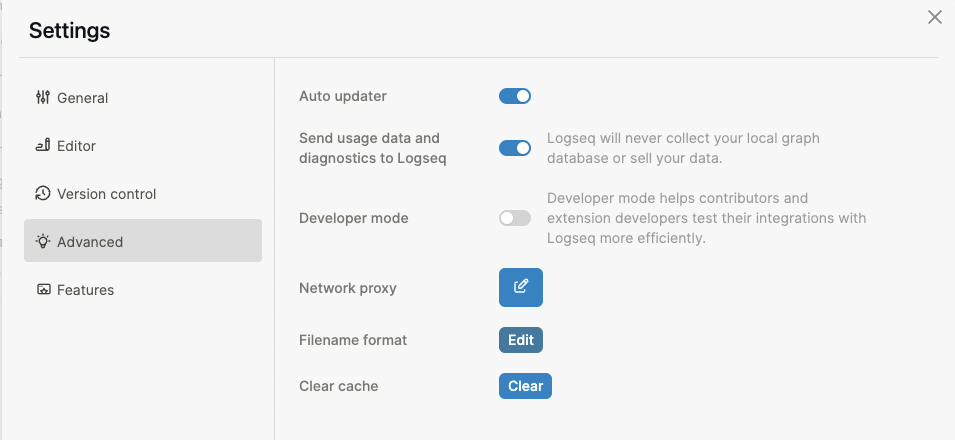 Settings
General
Editor
Version control
Advanced
Features
Auto updater
Send usage data and
diagnostics to Logseq
Logseq will never collect your local graph
database or sell your data.
Developer mode
Developer mode helps contributors and
extension developers test their integrations with
Logseq more efficiently.
Network proxy
Filename format
Edit
Clear cache
Clear